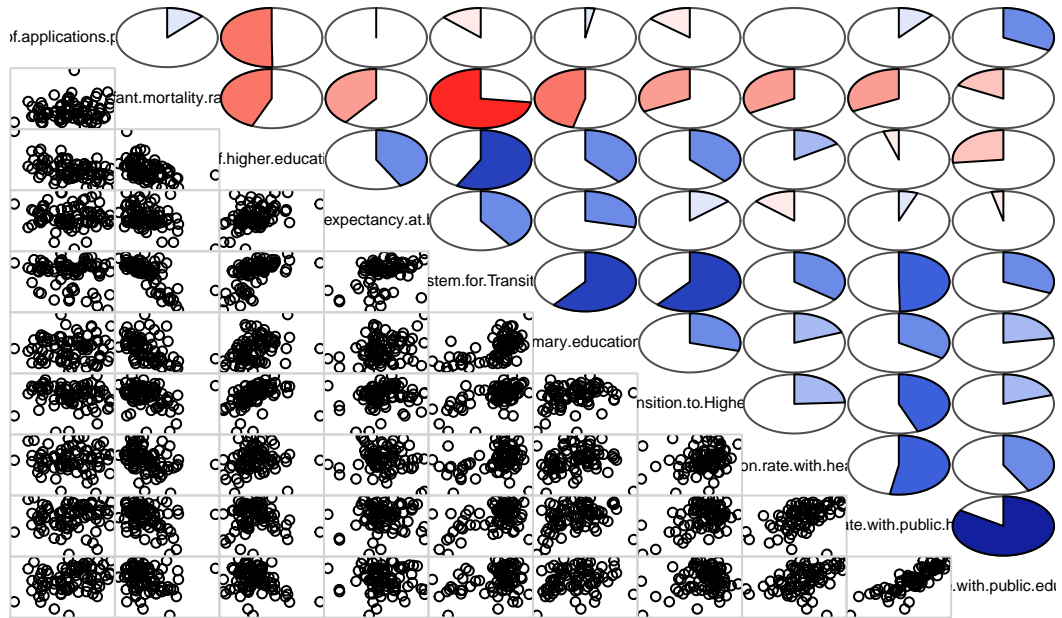 of.applications.p
fant.mortality.ra
f.higher.educati
expectancy.at.l
stem.for.Transit
mary.education
nsition.to.Highe
on.rate.with.hea
ate.with.public.h
.with.public.edu